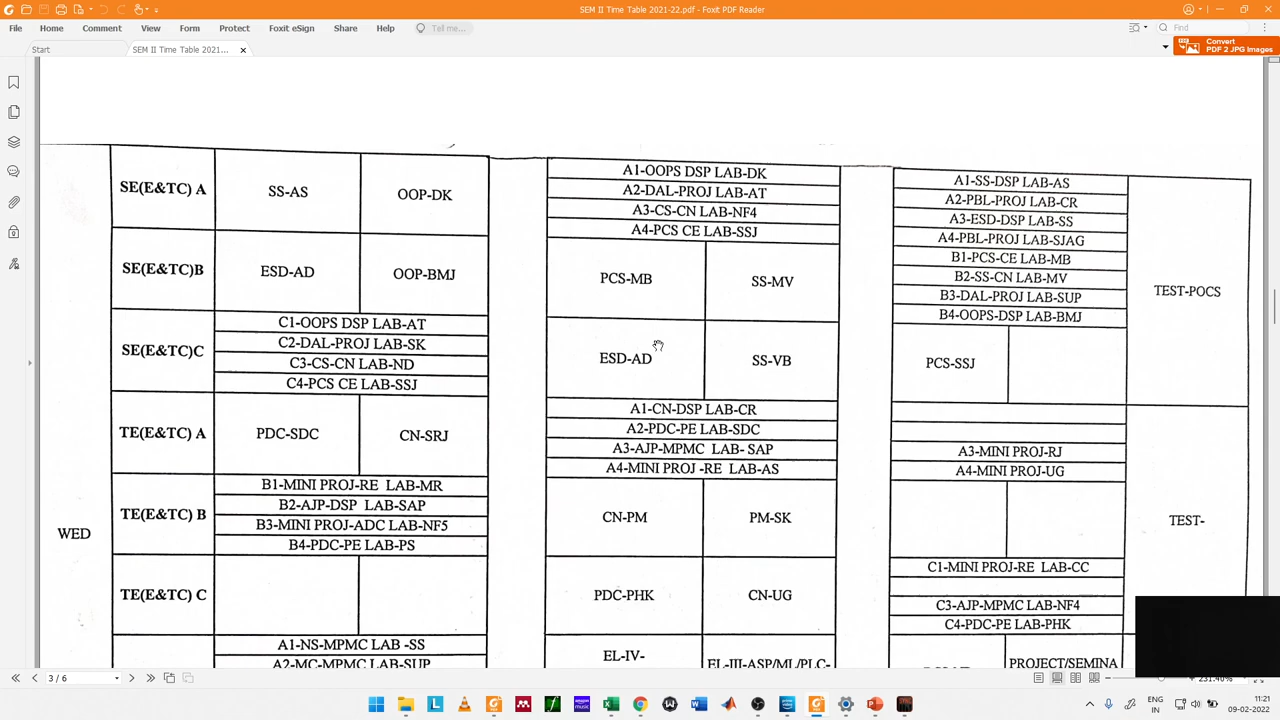 SEM II Time Table 2021-22.pdf - Foxit PDF Reader
File Home Comment View Form Protect Foxit eSign Share Help Tell me... Find
Start SEM II Time Table 2021...
Convert
PDF 2 JPG Images
SE(E&TC) A
SS-AS
OOP-DK
A1-OOPS DSP LAB-DK
A2-DAL-PROJ LAB-AT
A3-CS-CN LAB-NF4
A4-PCS CE LAB-SSJ
A1-SS-DSP LAB-AS
A2-PBL-PROJ LAB-CR
A3-ESD-DSP LAB-SS
A4-PBL-PROJ LAB-SJAG
TEST-POCS
SE(E&TC)B
ESD-AD
OOP-BMJ
PCS-MB
SS-MV
B1-PCS-CE LAB-MB
B2-SS-CN LAB-MV
B3-DAL-PROJ LAB-SUP
B4-OOPS-DSP LAB-BMJ
SE(E&TC)C
C1-OOPS DSP LAB-AT
C2-DAL-PROJ LAB-SK
C3-CS-CN LAB-ND
C4-PCS CE LAB-SSJ
ESD-AD
SS-VB
PCS-SSJ
WED
TE(E&TC) A
PDC-SDC
CN-SRJ
A1-CN-DSP LAB-CR
A2-PDC-PE LAB-SDC
A3-AJP-MPMC LAB- SAP
A4-MINI PROJ -RE LAB-AS
A3-MINI PROJ-RJ
A4-MINI PROJ-UG
TEST-
TE(E&TC) B
B1-MINI PROJ-RE LAB-MR
B2-AJP-DSP LAB-SAP
B3-MINI PROJ-ADC LAB-NF5
B4-PDC-PE LAB-PS
CN-PM
PM-SK
TE(E&TC) C
PDC-PHK
CN-UG
C1-MINI PROJ-RE LAB-CC
C3-AJP-MPMC LAB-NF4
C4-PDC-PE LAB-PHK
A1-NS-MPMC LAB -SS
A2-MC-MPMC LAB-SUP
EL-IV-
EL-III-ASP/ML/PLC-
PROJECT/SEMINA
3 / 6
231.40%
ENG
IN
11:21
09-02-2022